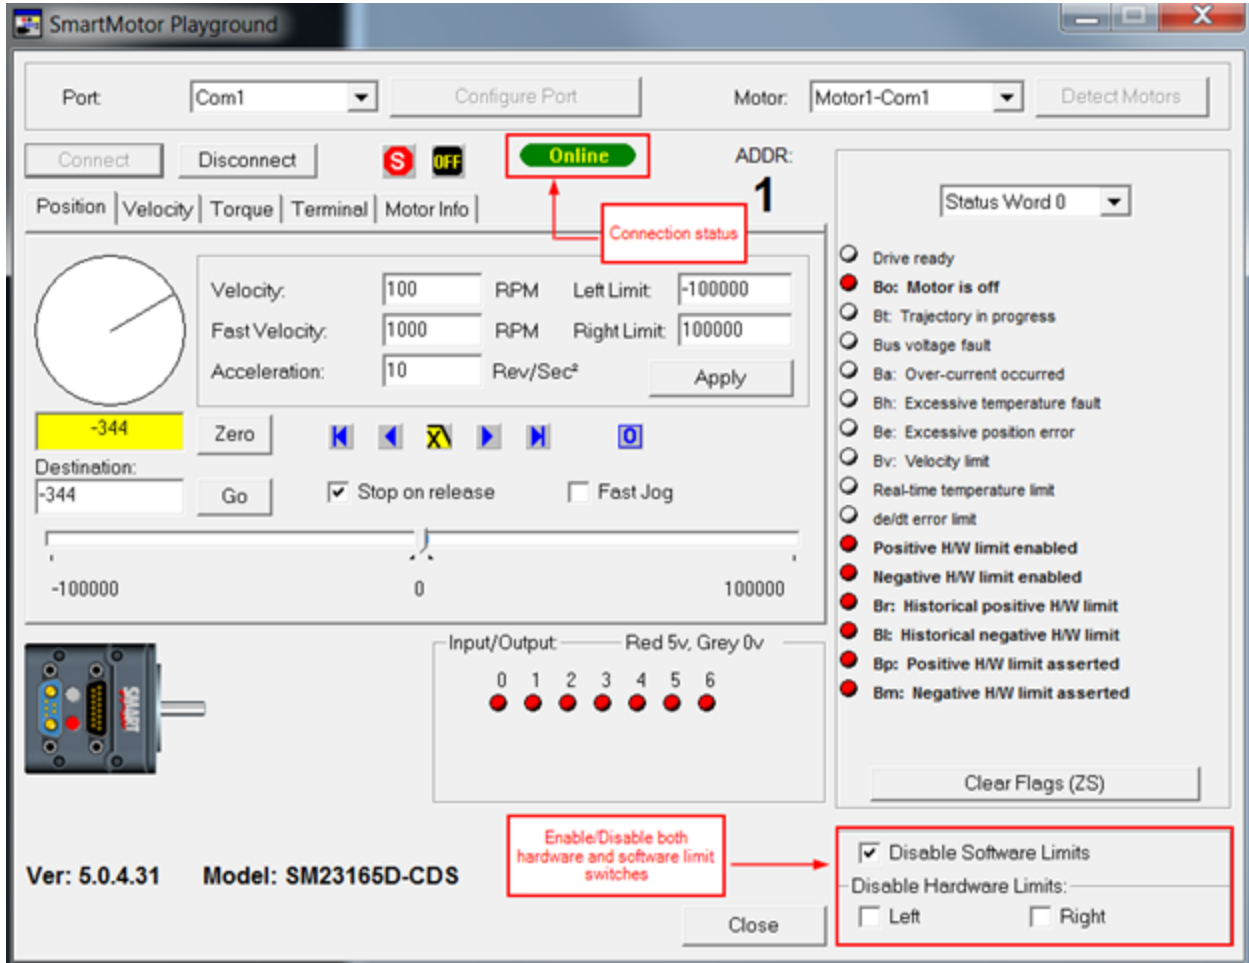 SmartMotor Playground
Port: Com1 Configure Port Motor: Motor1-Com1 Detect Motors
Connect Disconnect S OFF Online ADDR:
1
Position Velocity Torque Terminal Motor Info
Connection status
Velocity: 100 RPM Left Limit: -100000
Fast Velocity: 1000 RPM Right Limit: 100000
Acceleration: 10 Rev/Sec² Apply
-344 Zero
Destination:
-344 Go Stop on release Fast Jog
-100000 0 100000
Status Word 0
Drive ready
Bo: Motor is off
Bt: Trajectory in progress
Bus voltage fault
Ba: Over-current occurred
Bh: Excessive temperature fault
Be: Excessive position error
Bv: Velocity limit
Real-time temperature limit
de/dt error limit
Positive H/W limit enabled
Negative H/W limit enabled
Br: Historical positive H/W limit
Bl: Historical negative H/W limit
Bp: Positive H/W limit asserted
Bm: Negative H/W limit asserted
Clear Flags (ZS)
Input/Output: Red 5v, Grey 0v
0 1 2 3 4 5 6
SMART
Enable/Disable both
hardware and software limit
switches
Disable Software Limits
Disable Hardware Limits:
Left Right
Ver: 5.0.4.31 Model: SM23165D-CDS
Close